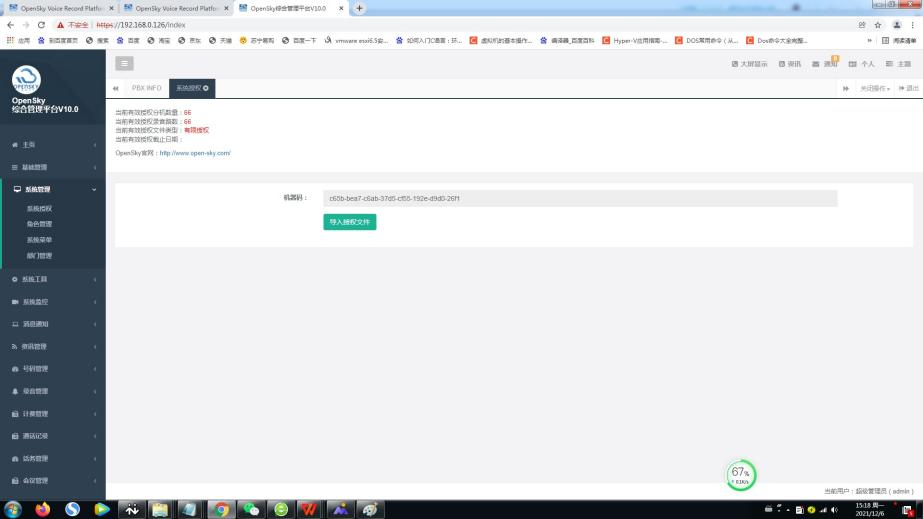 OpenSky Voice Record Platfor
OpenSky Voice Record Platfor
OpenSky综合管理平台V10.0
不安全
https://192.168.0.126/index
应用
到百度首页
搜索
百度
淘宝
京东
天猫
苏宁易购
百度一下
vmware esxi6.5安...
如何入门C语言:环...
虚拟机的基本操作...
编译器_百度百科
Hyper-V应用指南-...
DOS常用命令(从...
Dos命令大全完整...
阅读清单
OPENSKY
OpenSky
综合管理平台V10.0
大屏显示
资讯
通知
个人
主题
PBX INFO
系统授权
关闭操作
退出
当前有效授权分机数量:66
当前有效授权录音路数:66
当前有效授权文件类型:有限授权
当前有效授权截止日期:
OpenSky官网:http://www.open-sky.com/
机器码:
c65b-bea7-c6ab-37d5-cf55-192e-d9d0-26f1
导入授权文件
主页
基础管理
系统管理
系统授权
角色管理
系统菜单
部门管理
系统工具
系统监控
消息通知
资讯管理
号码管理
录音管理
计费管理
通话记录
话务管理
会议管理
67%
当前用户:超级管理员(admin)
15:18 周一
2021/12/6